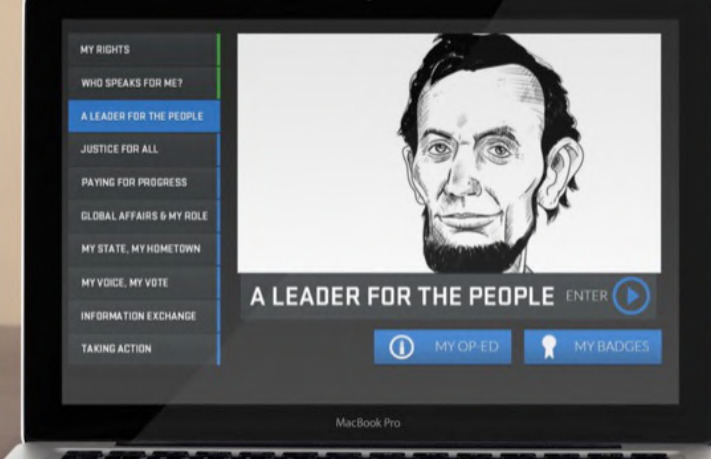 MY RIGHTS
WHO SPEAKS FOR ME?
A LEADER FOR THE PEOPLE
JUSTICE FOR ALL
PAYING FOR PROGRESS
GLOBAL AFFAIRS & MY ROLE
MY STATE, MY HOMETOWN
MY VOICE, MY VOTE
INFORMATION EXCHANGE
TAKING ACTION
A LEADER FOR THE PEOPLE ENTER
MY OP-ED MY BADGES
MacBook Pro